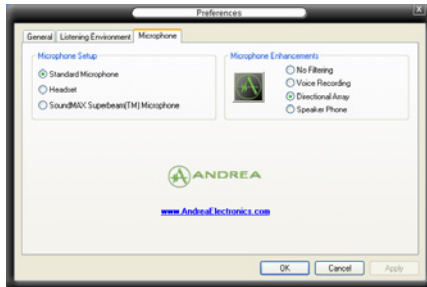 Preferences
X
General
Listening Environment
Microphone
Microphone Setup
Standard Microphone
Headset
SoundMAX Superbeam(TM) Microphone
Microphone Enhancements
No Filtering
Voice Recording
Directional Array
Speaker Phone
ANDREA
www.AndreaElectronics.com
OK
Cancel
Apply